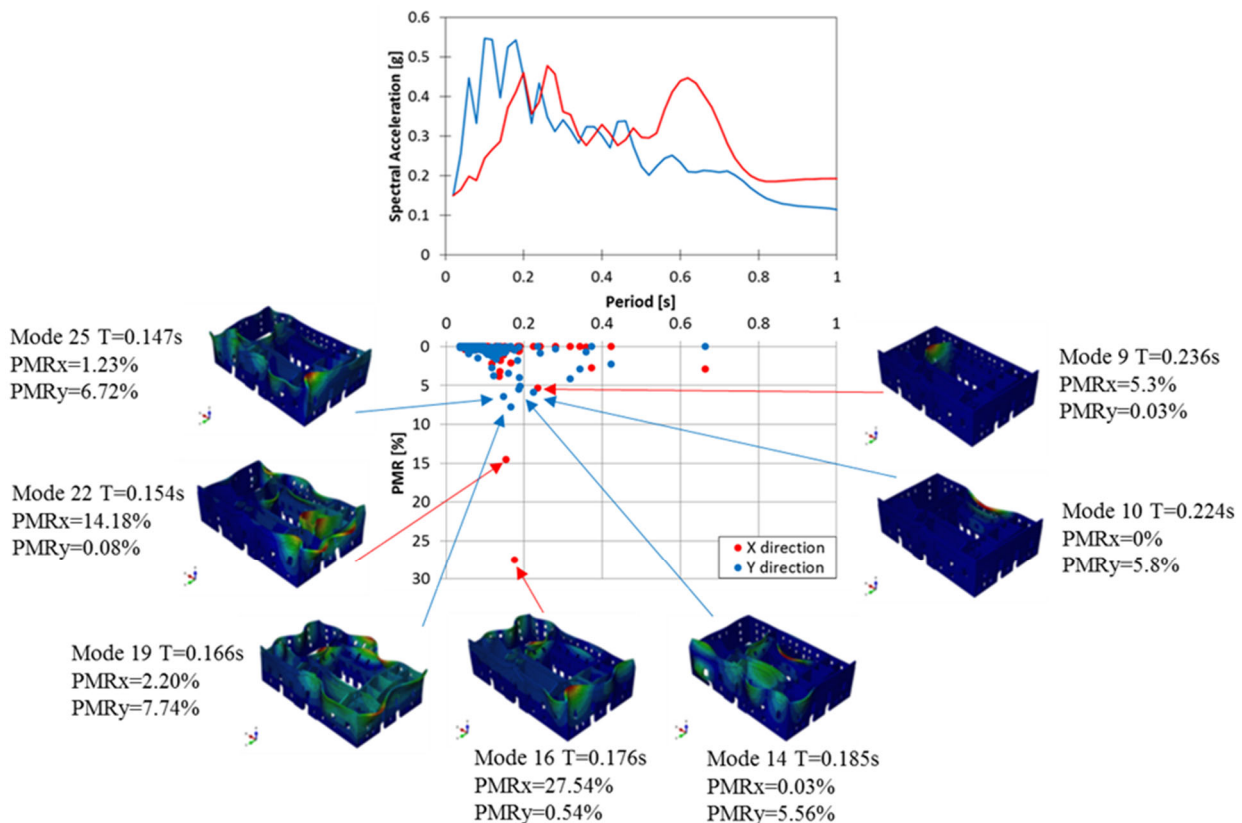 0.6
0.5
0.4
0.3
0.2
0.1
0
Spectral Acceleration [g]
0 0.2 0.4 0.6 0.8 1
Period [s]
0 0.2 0.4 0.6 0.8 1
0
5
10
15
20
25
30
PMR [%]
X direction
Y direction
Mode 25 T=0.147s
PMRx=1.23%
PMRy=6.72%
Mode 9 T=0.236s
PMRx=5.3%
PMRy=0.03%
Mode 22 T=0.154s
PMRx=14.18%
PMRy=0.08%
Mode 10 T=0.224s
PMRx=0%
PMRy=5.8%
Mode 19 T=0.166s
PMRx=2.20%
PMRy=7.74%
Mode 16 T=0.176s
PMRx=27.54%
PMRy=0.54%
Mode 14 T=0.185s
PMRx=0.03%
PMRy=5.56%